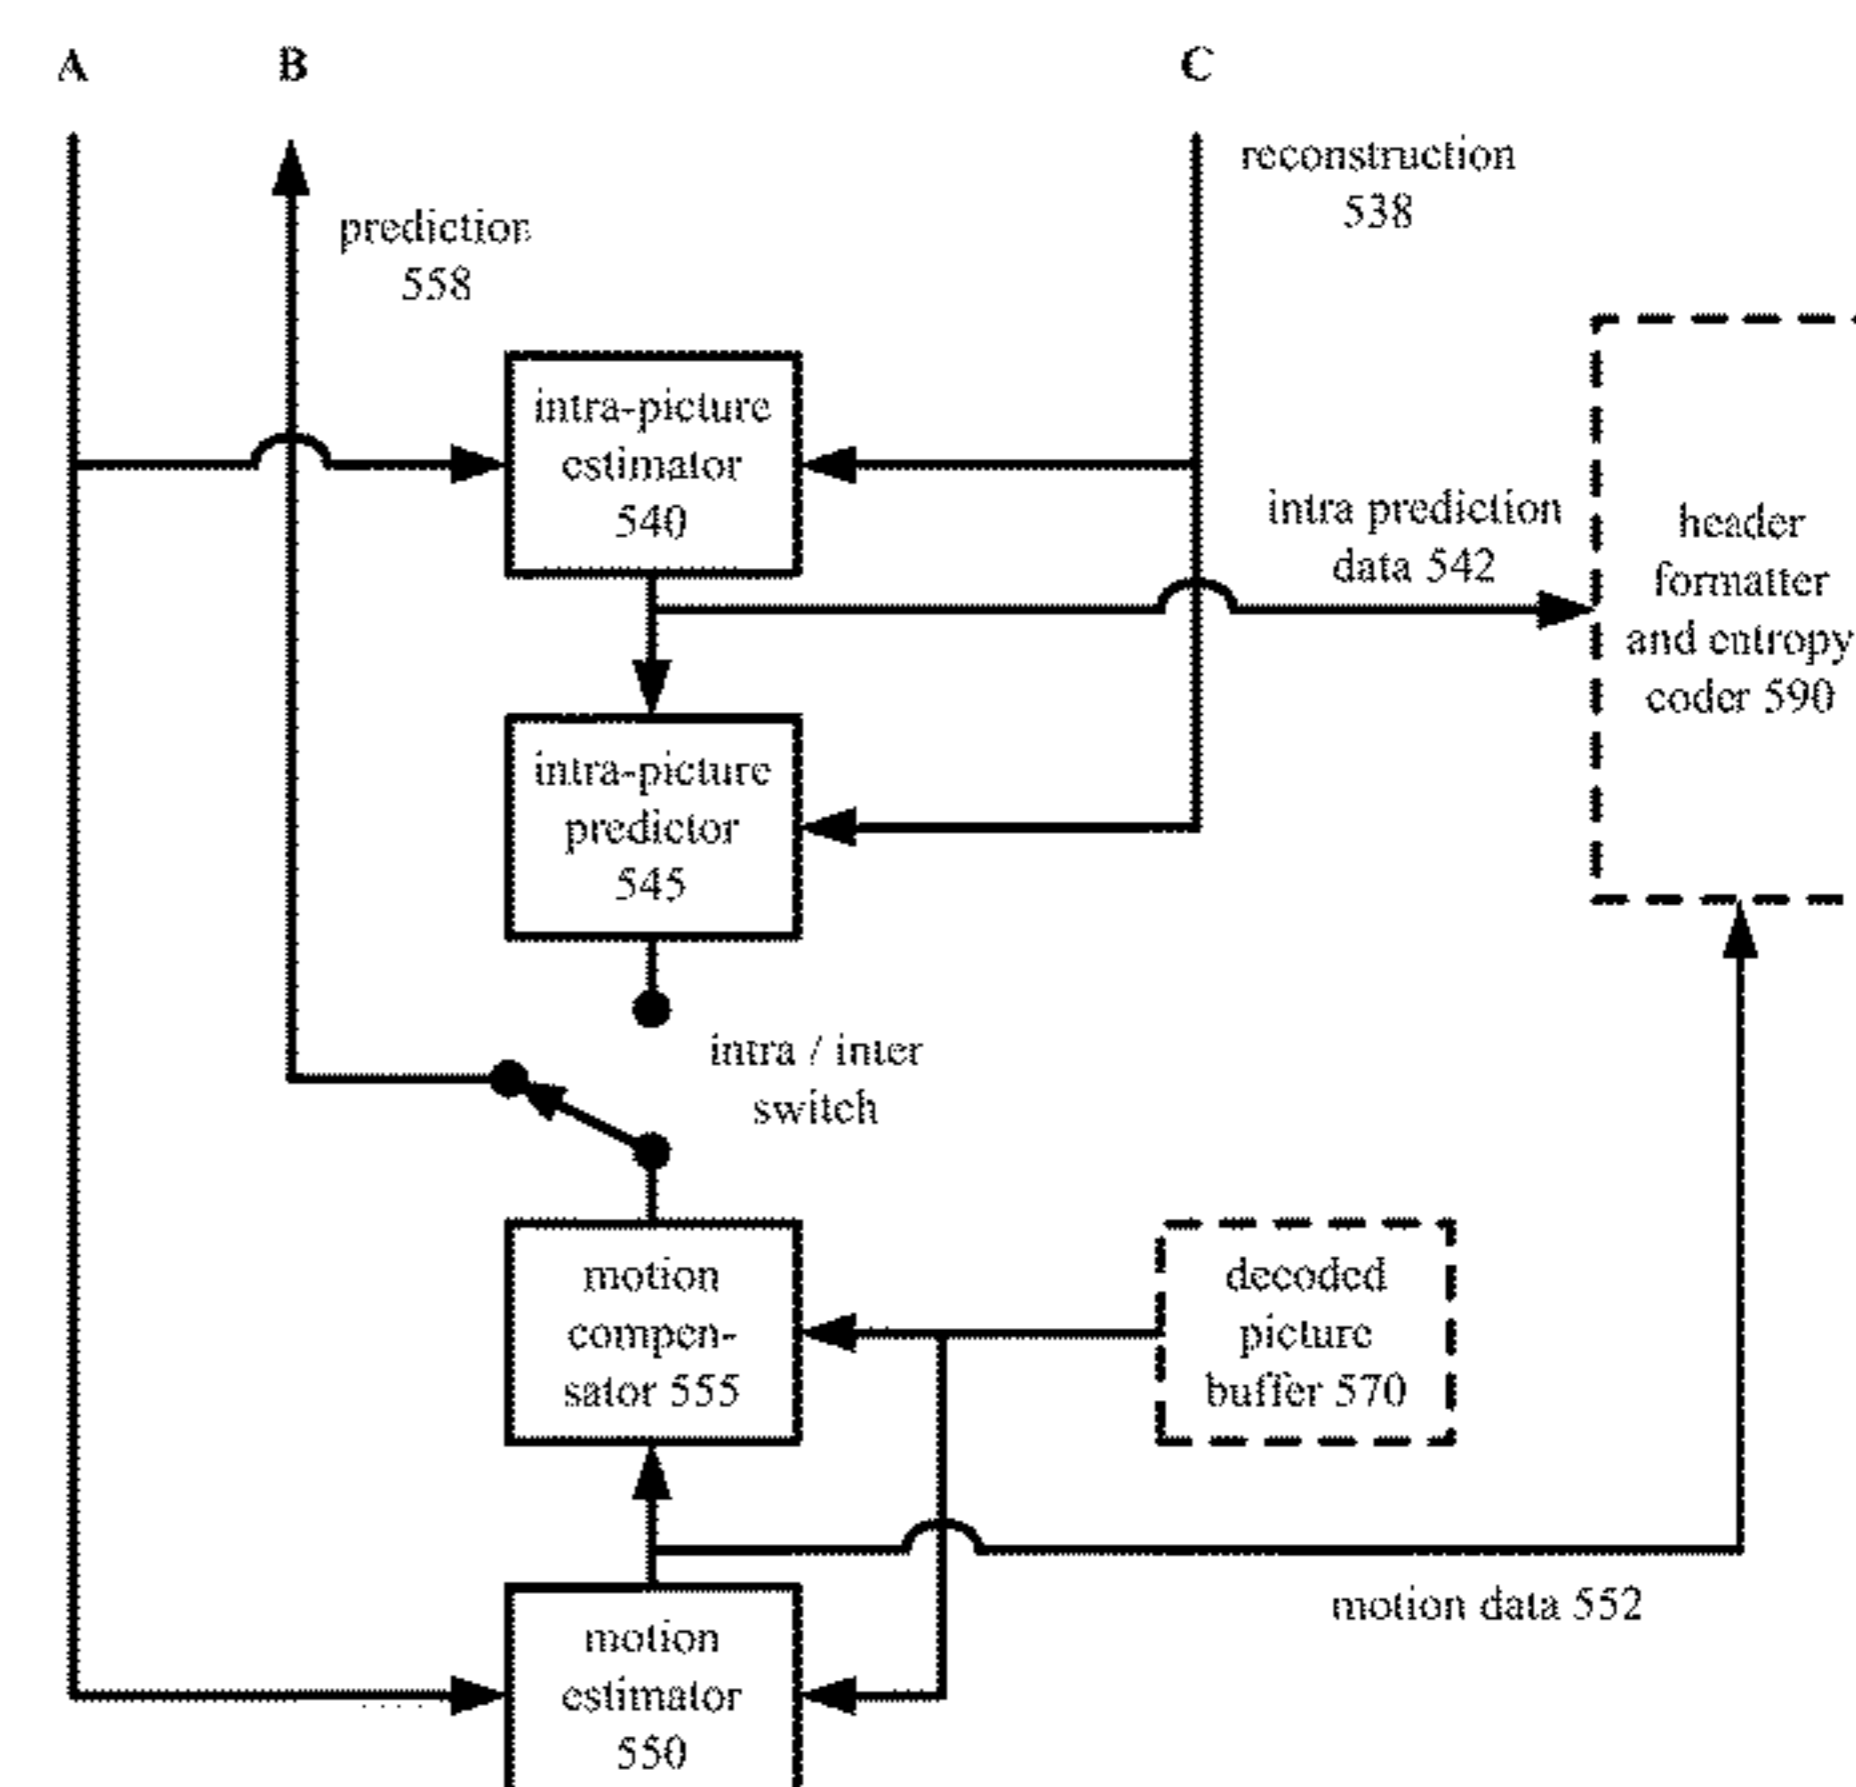 A
B
C
reconstruction
538
prediction
558
intra-picture
estimator
540
intra prediction
data 542
header
formatter
and entropy
coder 590
intra-picture
predictor
545
intra / inter
switch
motion
compen-
sator 555
decoded
picture
buffer 570
motion data 552
motion
estimator
550